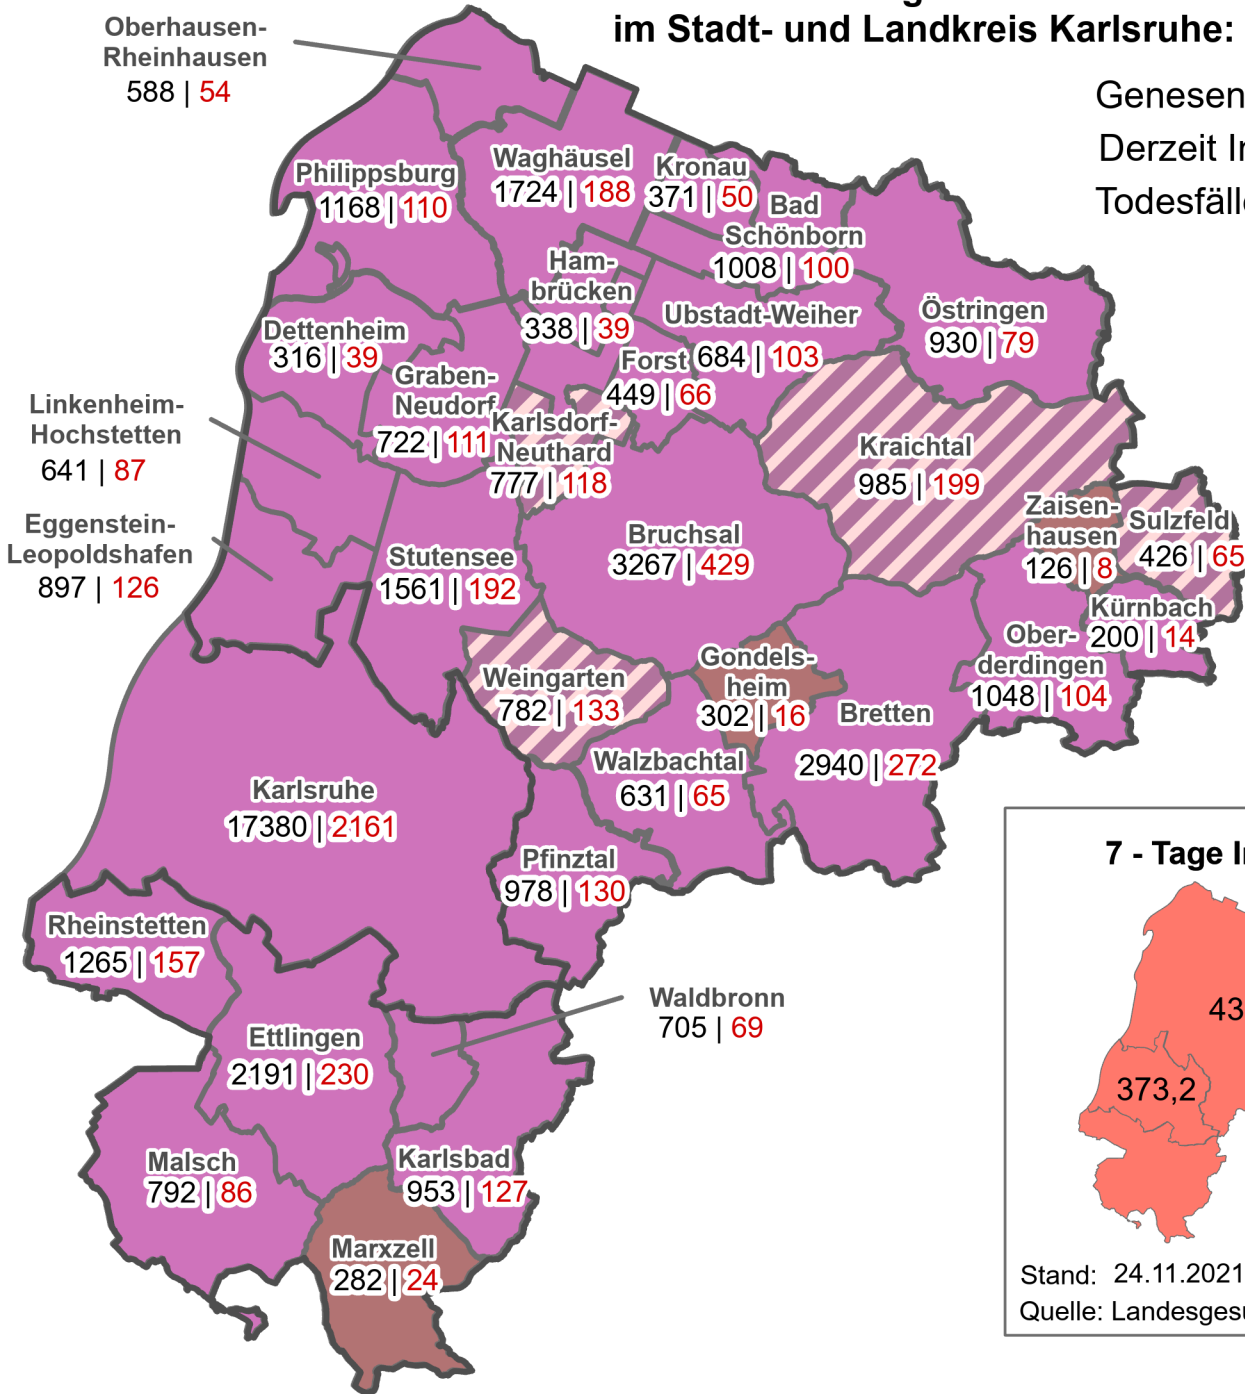 im Stadt- und Landkreis Karlsruhe:
Oberhausen-
Rheinhausen
588 | 54
Genesen
Derzeit
Todesfälle
Philippsburg
1168 | 110
Waghäusel
1724 | 188
Kronau
371 | 50
Bad
Schönborn
1008 | 100
Ham-
brücken
338 | 39
Ubstadt-Weiher
684 | 103
Östringen
930 | 79
Dettenheim
316 | 39
Forst
449 | 66
Graben-
Neudorf
722 | 111
Karlsdorf-
Neuthard
777 | 118
Linkenheim-
Hochstetten
641 | 87
Kraichtal
985 | 199
Eggenstein-
Leopoldshafen
897 | 126
Stutensee
1561 | 192
Bruchsal
3267 | 429
Zaisen-
hausen
126 | 8
Sulzfeld
426 | 65
Kürnbach
200 | 14
Ober-
derdingen
1048 | 104
Weingarten
782 | 133
Gondels-
heim
302 | 16
Bretten
2940 | 272
Walzbachtal
631 | 65
Karlsruhe
17380 | 2161
Pfinztal
978 | 130
Rheinstetten
1265 | 157
Waldbronn
705 | 69
Ettlingen
2191 | 230
Malsch
792 | 86
Karlsbad
953 | 127
Marxzell
282 | 24
7 - Tage
43
373,2
Stand: 24.11.2021
Quelle: